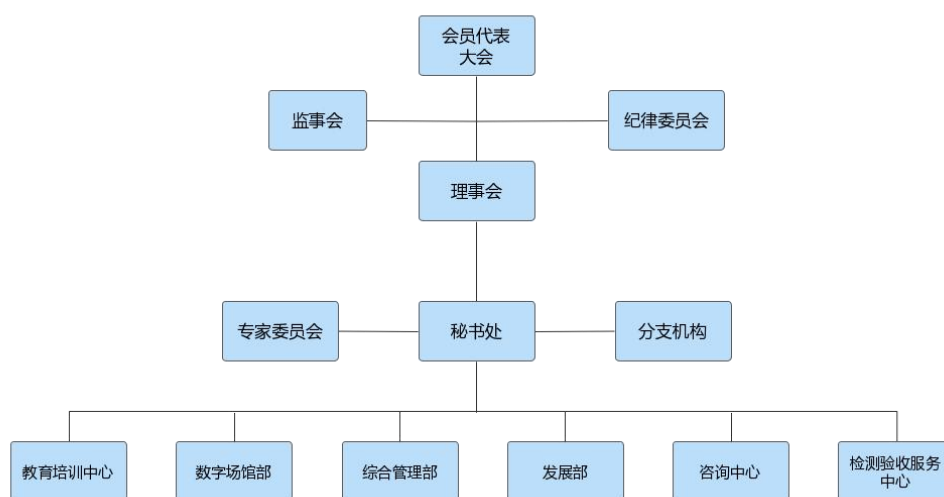 会员代表
大会
监事会
纪律委员会
理事会
专家委员会
秘书处
分支机构
教育培训中心
数字场馆部
综合管理部
发展部
咨询中心
检测验收服务
中心